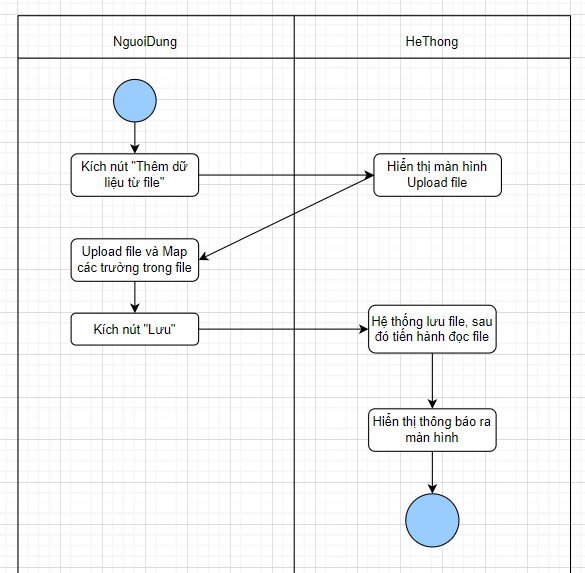 NguoiDung
HeThong
Kích nút "Thêm dữ
liệu từ file"
Hiển thị màn hình
Upload file
Upload file và Map
các trường trong file
Kích nút "Lưu"
Hệ thống lưu file, sau
đó tiến hành đọc file
Hiển thị thông báo ra
màn hình